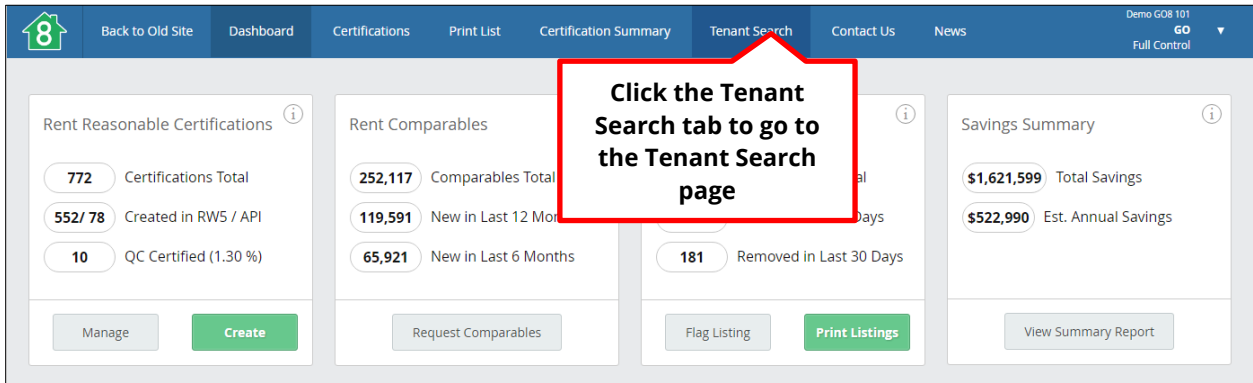 8
Back to Old Site
Dashboard
Certifications
Print List
Certification Summary
Tenant Search
Contact Us
News
Demo GO8 101
GO
Full Control
Click the Tenant
Search tab to go to
the Tenant Search
page
Rent Reasonable Certifications
772 Certifications Total
552/ 78 Created in RW5 / API
10 QC Certified (1.30 %)
Manage
Create
Rent Comparables
252,117 Comparables Total
119,591 New in Last 12 Mon
65,921 New in Last 6 Months
Request Comparables
al
Days
181 Removed in Last 30 Days
Flag Listing
Print Listings
Savings Summary
$1,621,599 Total Savings
$522,990 Est. Annual Savings
View Summary Report